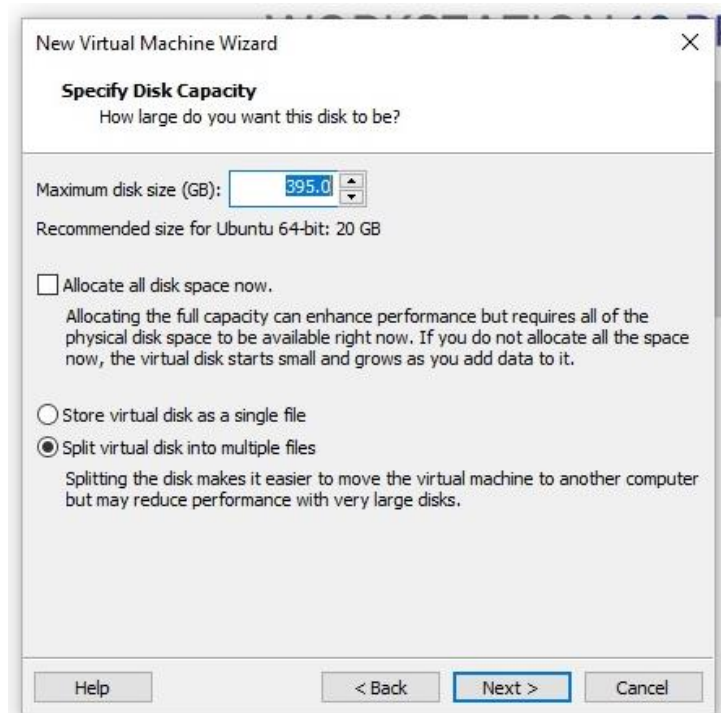 New Virtual Machine Wizard
Specify Disk Capacity
How large do you want this disk to be?
Maximum disk size (GB): 395.0
Recommended size for Ubuntu 64-bit: 20 GB
Allocate all disk space now.
Allocating the full capacity can enhance performance but requires all of the
physical disk space to be available right now. If you do not allocate all the space
now, the virtual disk starts small and grows as you add data to it.
Store virtual disk as a single file
Split virtual disk into multiple files
Splitting the disk makes it easier to move the virtual machine to another computer
but may reduce performance with very large disks.
Help < Back Next > Cancel